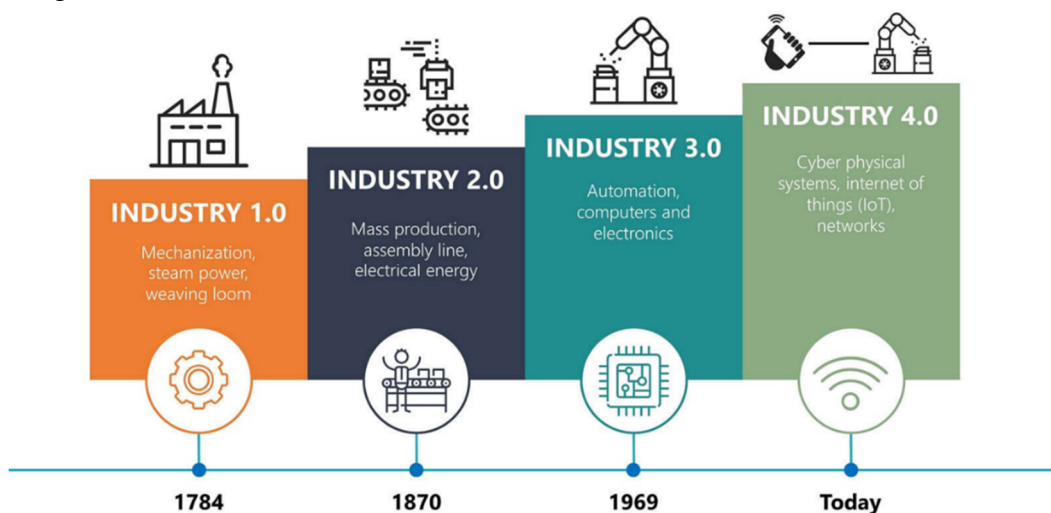 INDUSTRY 1.0
Mechanization,
steam power,
weaving loom
INDUSTRY 2.0
Mass production,
assembly line,
electrical energy
INDUSTRY 3.0
Automation,
computers and
electronics
INDUSTRY 4.0
Cyber physical
systems, internet of
things (IoT),
networks
1784
1870
1969
Today